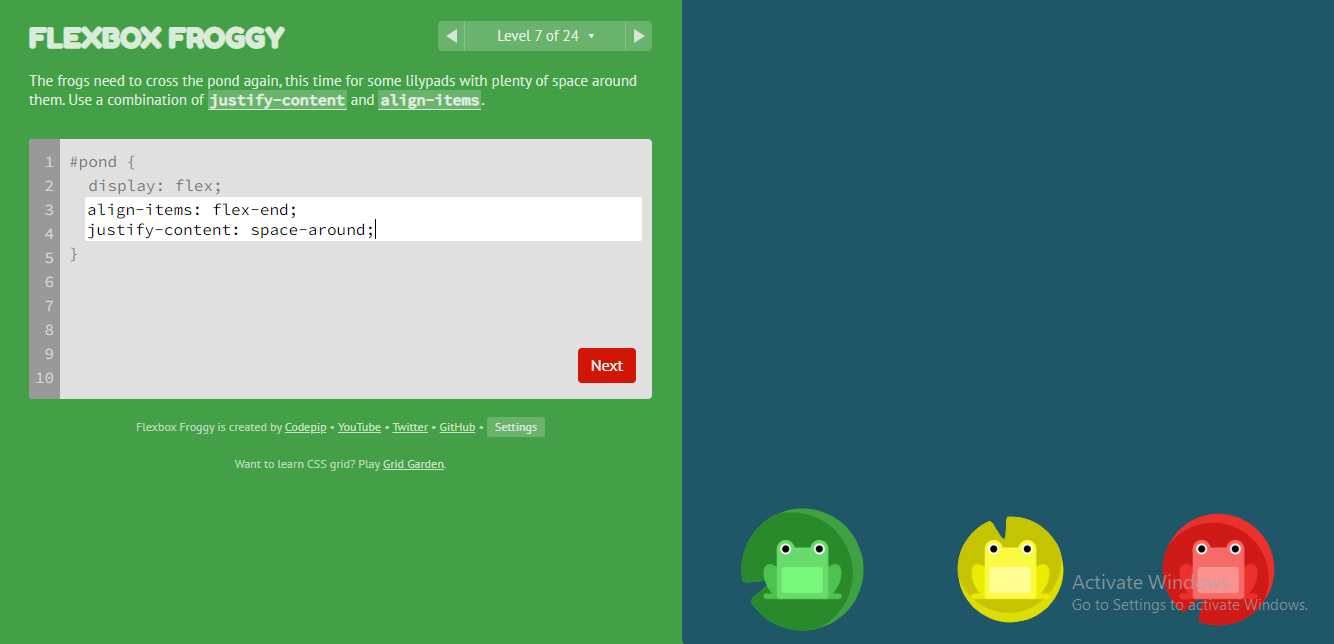 FLEXBOX FROGGY
◀ Level 7 of 24 ▾ ▶
The frogs need to cross the pond again, this time for some lilypads with plenty of space around
them. Use a combination of justify-content and align-items.
1 #pond {
2 display: flex;
3 align-items: flex-end;
4 justify-content: space-around;
5 }
6
7
8
9
10
Next
Flexbox Froggy is created by Codepip • YouTube • Twitter • GitHub • Settings
Want to learn CSS grid? Play Grid Garden.
Activate Windows
Go to Settings to activate Windows.